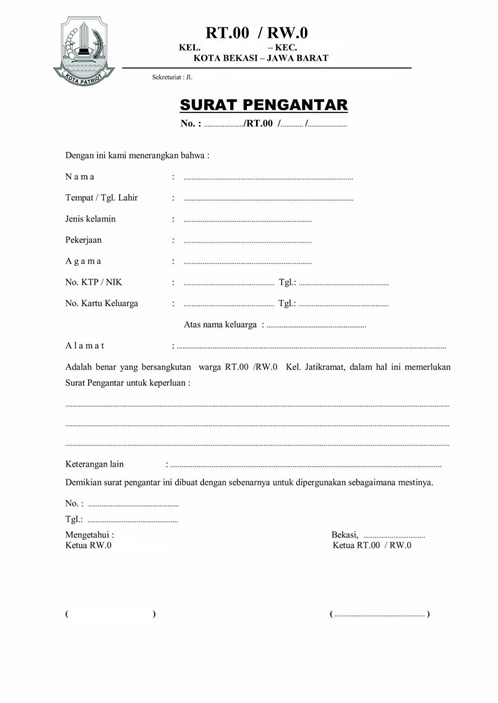 RT.00 / RW.0
KEL. – KEC.
KOTA BEKASI – JAWA BARAT
KOTA PATRIOT
Sekretariat : Jl.
SURAT PENGANTAR
No. : ...................../RT.00 /............ /.....................
Dengan ini kami menerangkan bahwa :
N a m a : ..........................................................................................
Tempat / Tgl. Lahir : ..........................................................................................
Jenis kelamin : ....................................................................
Pekerjaan : ....................................................................
A g a m a : ....................................................................
No. KTP / NIK : ................................................ Tgl.: ................................................
No. Kartu Keluarga : ................................................ Tgl.: ................................................
Atas nama keluarga : .....................................................
A l a m a t : ..............................................................................................................................................
Adalah benar yang bersangkutan warga RT.00 /RW.0 Kel. Jatikramat, dalam hal ini memerlukan
Surat Pengantar untuk keperluan :
............................................................................................................................................................
............................................................................................................................................................
............................................................................................................................................................
Keterangan lain : ................................................................................................................................
Demikian surat pengantar ini dibuat dengan sebenarnya untuk dipergunakan sebagaimana mestinya.
No. : ................................................
Tgl.: ................................................
Mengetahui : Bekasi, .................................
Ketua RW.0 Ketua RT.00 / RW.0
( ) ( ................................................ )